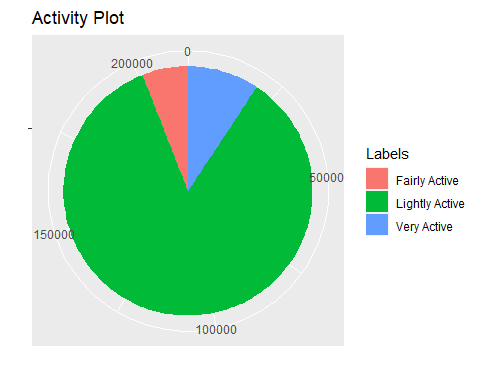 Activity Plot
0
200000
50000
150000
100000
Labels
Fairly Active
Lightly Active
Very Active